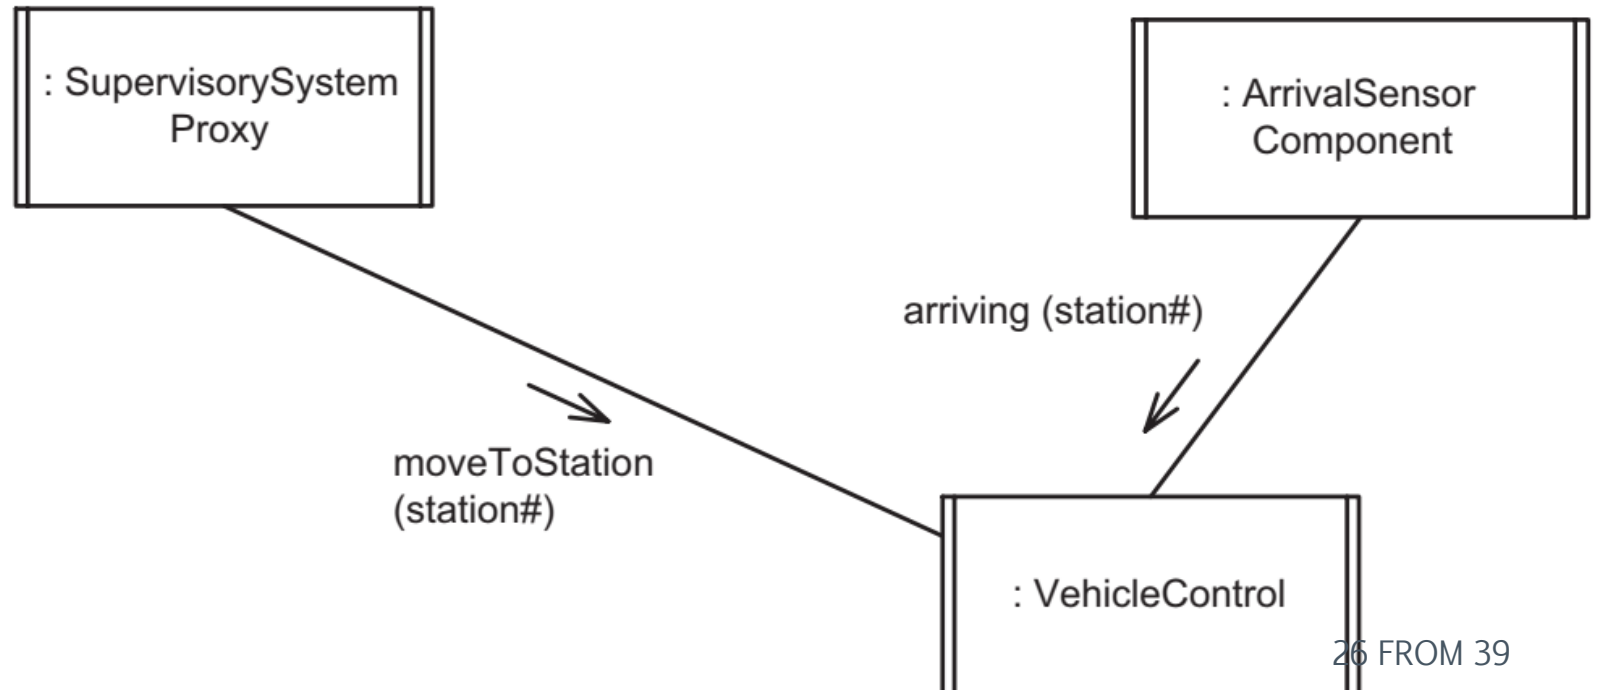 : SupervisorySystem
Proxy
: ArrivalSensor
Component
arriving (station#)
moveToStation
(station#)
: VehicleControl
26 FROM 39